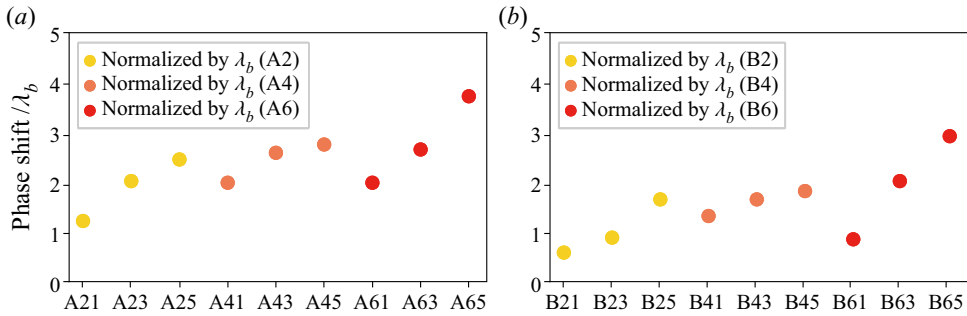 (a)
5
4
3
2
1
0
Phase shift/λb
Normalized by λb (A2)
Normalized by λb (A4)
Normalized by λb (A6)
A21 A23 A25 A41 A43 A45 A61 A63 A65
(b)
5
4
3
2
1
0
Normalized by λb (B2)
Normalized by λb (B4)
Normalized by λb (B6)
B21 B23 B25 B41 B43 B45 B61 B63 B65